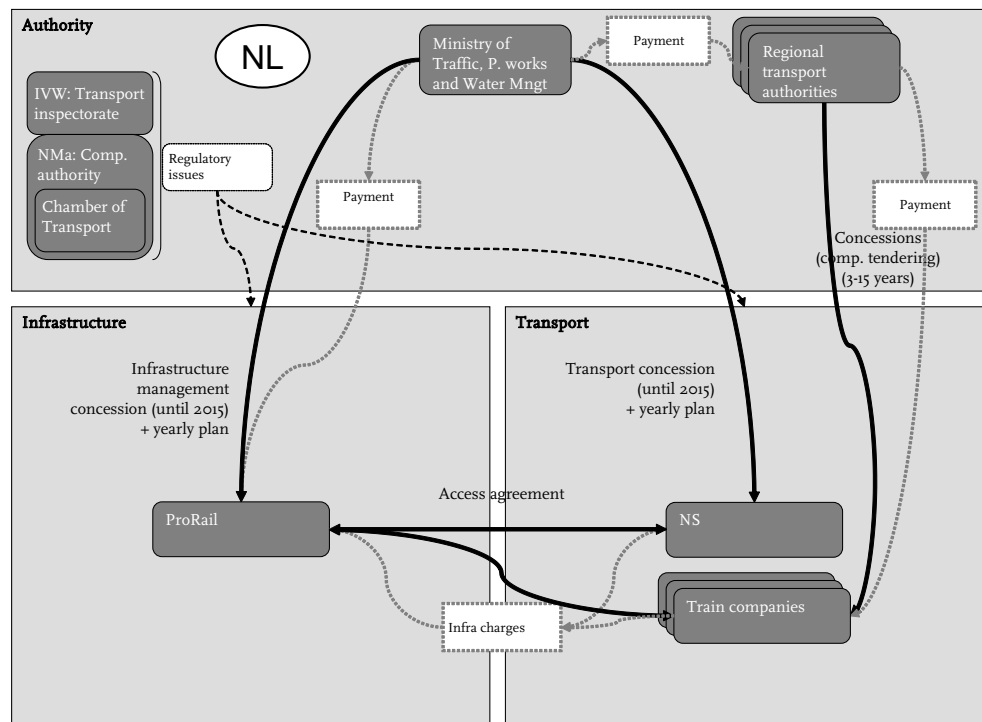 Authority
NL
Ministry of
Traffic, P. works
and Water Mngt
Payment
Regional
transport
authorities
IVW: Transport
inspectorate
NMa: Comp.
authority
Chamber of
Transport
Regulatory
issues
Payment
Payment
Concessions
(comp. tendering)
(3-15 years)
Infrastructure
Transport
Infrastructure
management
concession (until 2015)
+ yearly plan
Transport concession
(until 2015)
+ yearly plan
Access agreement
ProRail
NS
Train companies
Infra charges